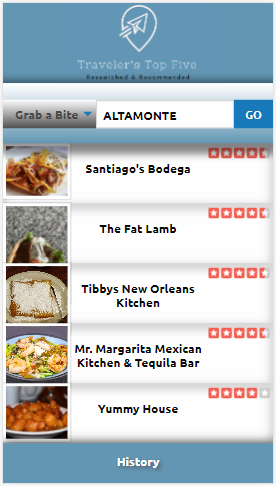 Traveler's Top Five
Researched & Recommended
Grab a Bite
ALTAMONTE
GO
Santiago's Bodega
The Fat Lamb
Tibbys New Orleans
Kitchen
Mr. Margarita Mexican
Kitchen & Tequila Bar
Yummy House
History